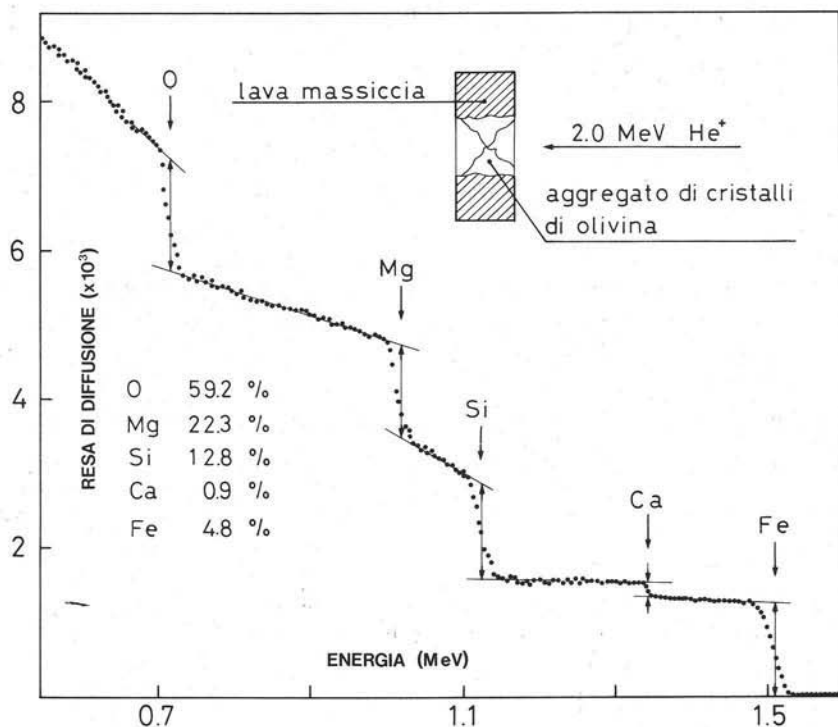 O
lava massiccia
2.0 MeV He⁺
aggregato di cristalli
di olivina
8
6
4
2
RESA DI DIFFUSIONE (x10³)
Mg
Si
Ca
Fe
O 59.2 %
Mg 22.3 %
Si 12.8 %
Ca 0.9 %
Fe 4.8 %
ENERGIA (MeV)
0.7 1.1 1.5